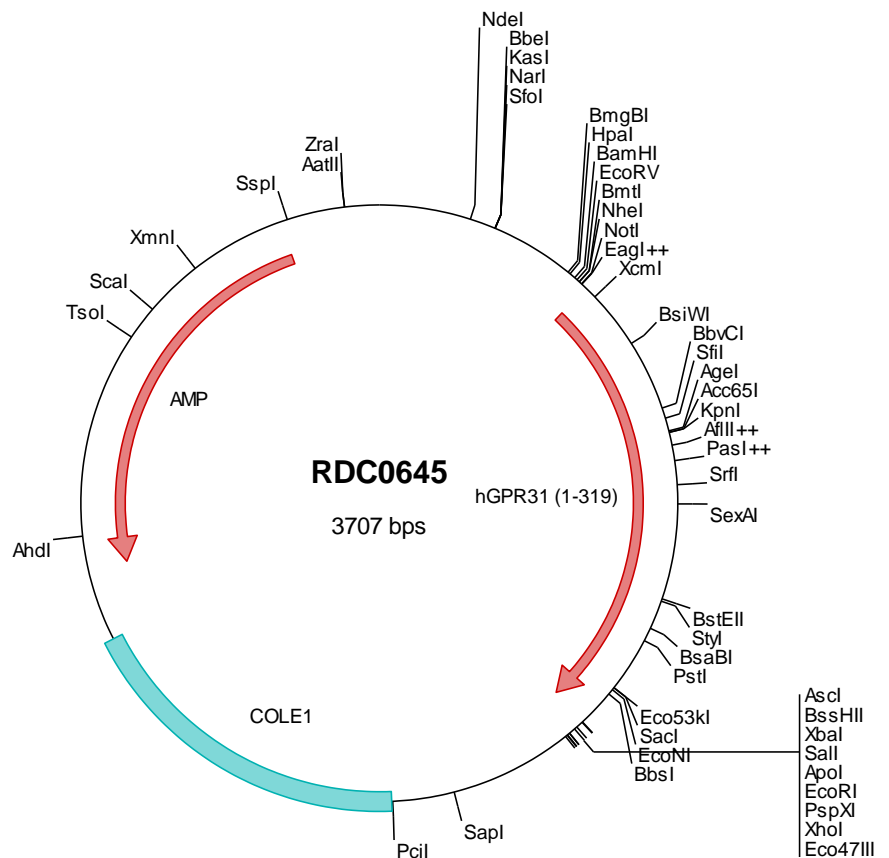 NdeI
BbeI
KasI
NarI
SfoI
BmgBI
HpaI
BamHI
EcoRV
BmtI
NheI
NotI
EagI++
XcmI
ZraI
AatII
SspI
XmnI
ScaI
TsoI
BsiWI
BbvCI
SfiI
AgeI
Acc65I
KpnI
AflII++
PasI++
SrfI
SexAI
AMP
RDC0645
3707 bps
hGPR31 (1-319)
AhdI
BstEII
StyI
BsaBI
PstI
COLE1
Eco53kI
SacI
EcoNI
BbsI
AscI
BssHII
XbaI
SalI
ApoI
EcoRI
PspXI
XhoI
Eco47III
SapI
PciI